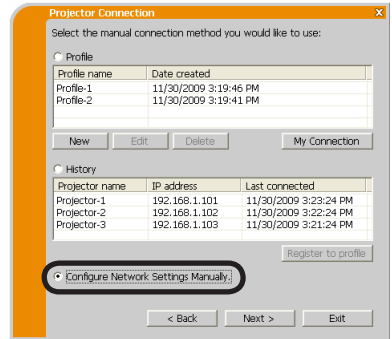 Projector Connection
Select the manual connection method you would like to use:
Profile
Profile name Date created
Profile-1 11/30/2009 3:19:46 PM
Profile-2 11/30/2009 3:19:41 PM
New Edit Delete My Connection
History
Projector name IP address Last connected
Projector-1 192.168.1.101 11/30/2009 3:23:24 PM
Projector-2 192.168.1.102 11/30/2009 3:22:24 PM
Projector-3 192.168.1.103 11/30/2009 3:21:24 PM
Register to profile
Configure Network Settings Manually.
< Back Next > Exit